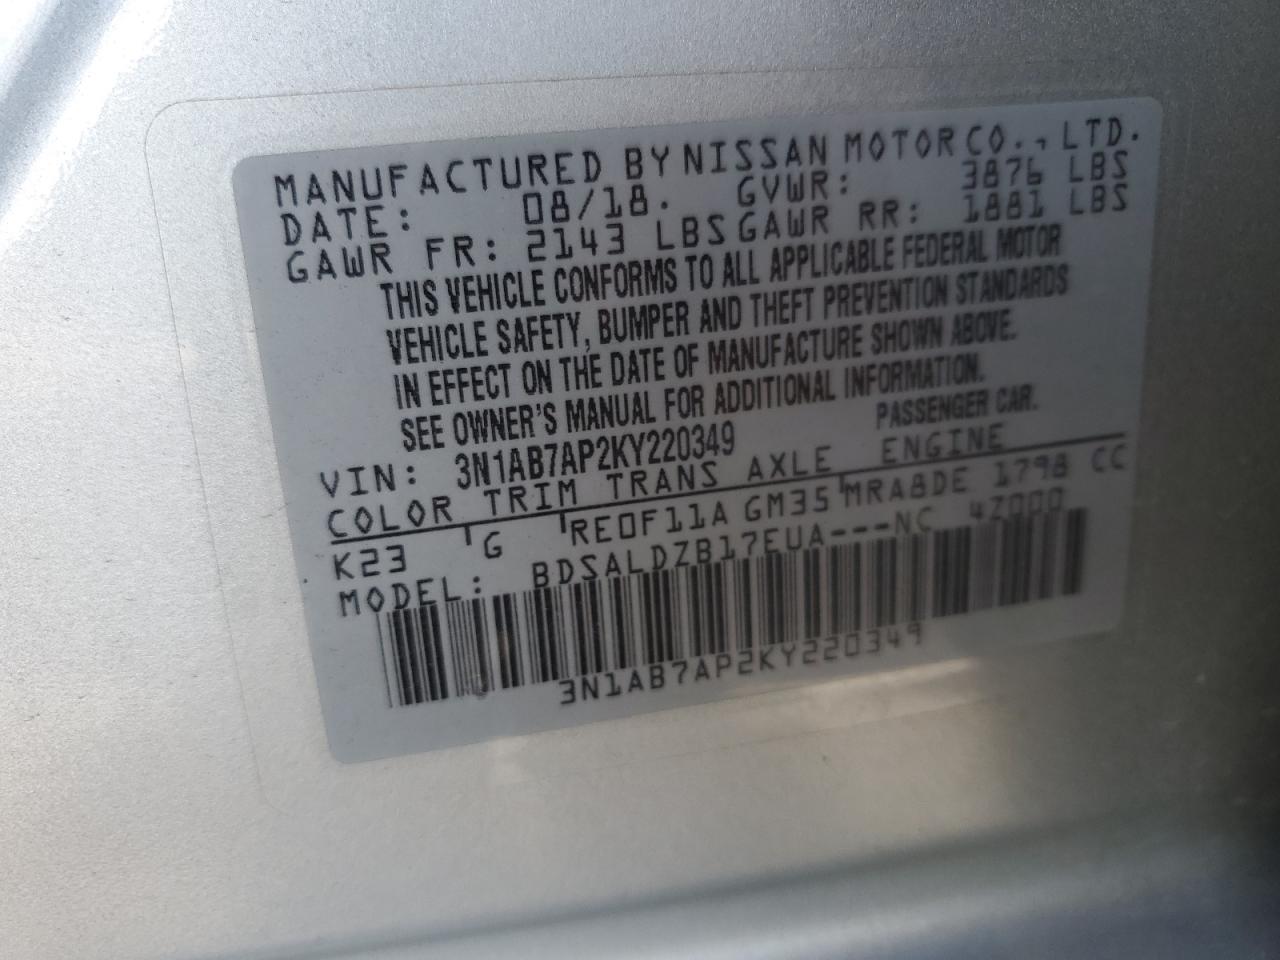 MANUFACTURED BY NISSAN MOTOR CO., LTD.
DATE: 08/18. GVWR: 3876 LBS
GAWR FR: 2143 LBS GAWR RR: 1881 LBS
THIS VEHICLE CONFORMS TO ALL APPLICABLE FEDERAL MOTOR
VEHICLE SAFETY, BUMPER AND THEFT PREVENTION STANDARDS
IN EFFECT ON THE DATE OF MANUFACTURE SHOWN ABOVE.
SEE OWNER'S MANUAL FOR ADDITIONAL INFORMATION.
PASSENGER CAR.
VIN: 3N1AB7AP2KY220349
COLOR TRIM TRANS AXLE ENGINE
K23 G RE0F11A GM35 MRA8DE 1798 CC
MODEL: BDSALDZB17EUA---NC 4Z000
3N1AB7AP2KY220349